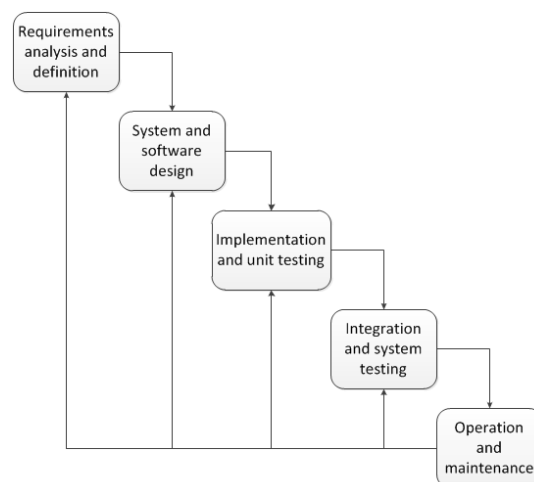 Requirements
analysis and
definition
System and
software
design
Implementation
and unit testing
Integration
and system
testing
Operation
and
maintenance